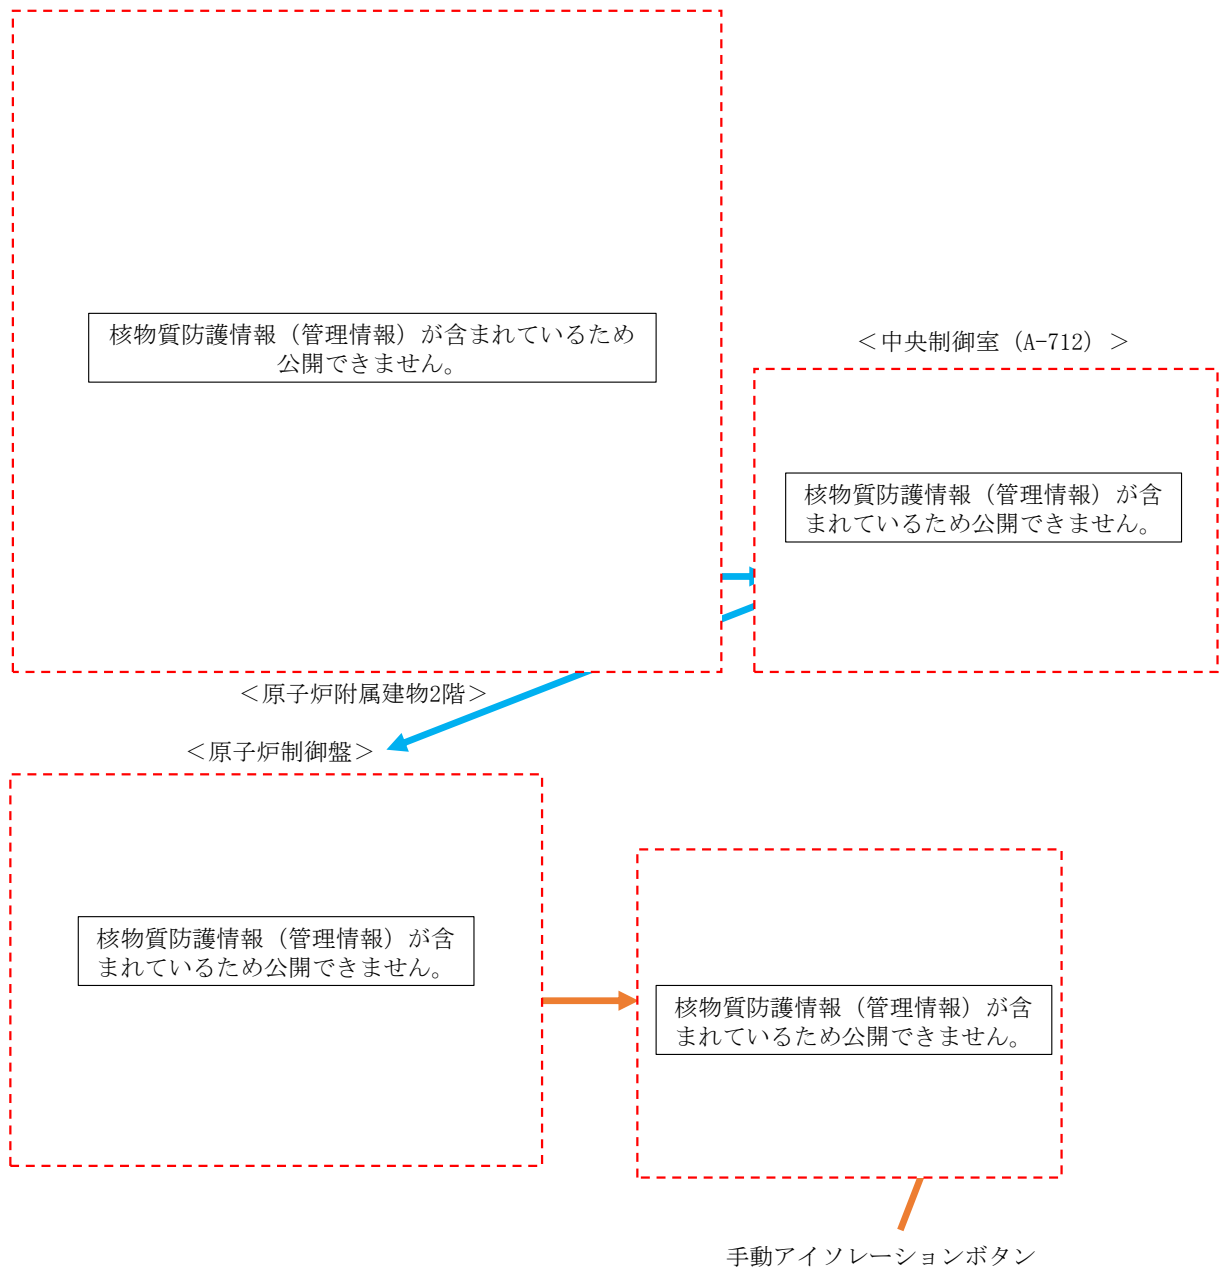 核物質防護情報（管理情報）が含まれているため
公開できません。
＜中央制御室（A-712）＞
核物質防護情報（管理情報）が含
まれているため公開できません。
＜原子炉附属建物2階＞
＜原子炉制御盤＞
核物質防護情報（管理情報）が含
まれているため公開できません。
核物質防護情報（管理情報）が含
まれているため公開できません。
手動アイソレーションボタン